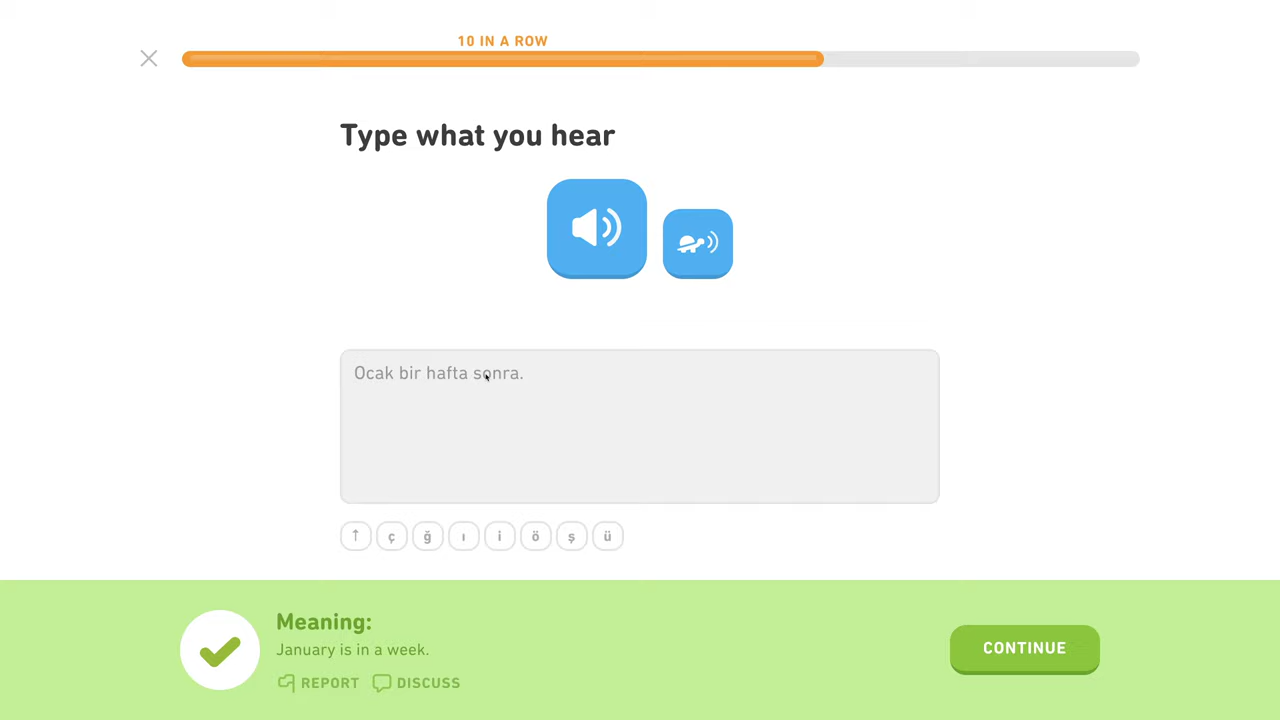 10 IN A ROW
Type what you hear
Ocak bir hafta sonra.
↑ ç ğ ı i ö ş ü
Meaning:
January is in a week.
REPORT DISCUSS
CONTINUE